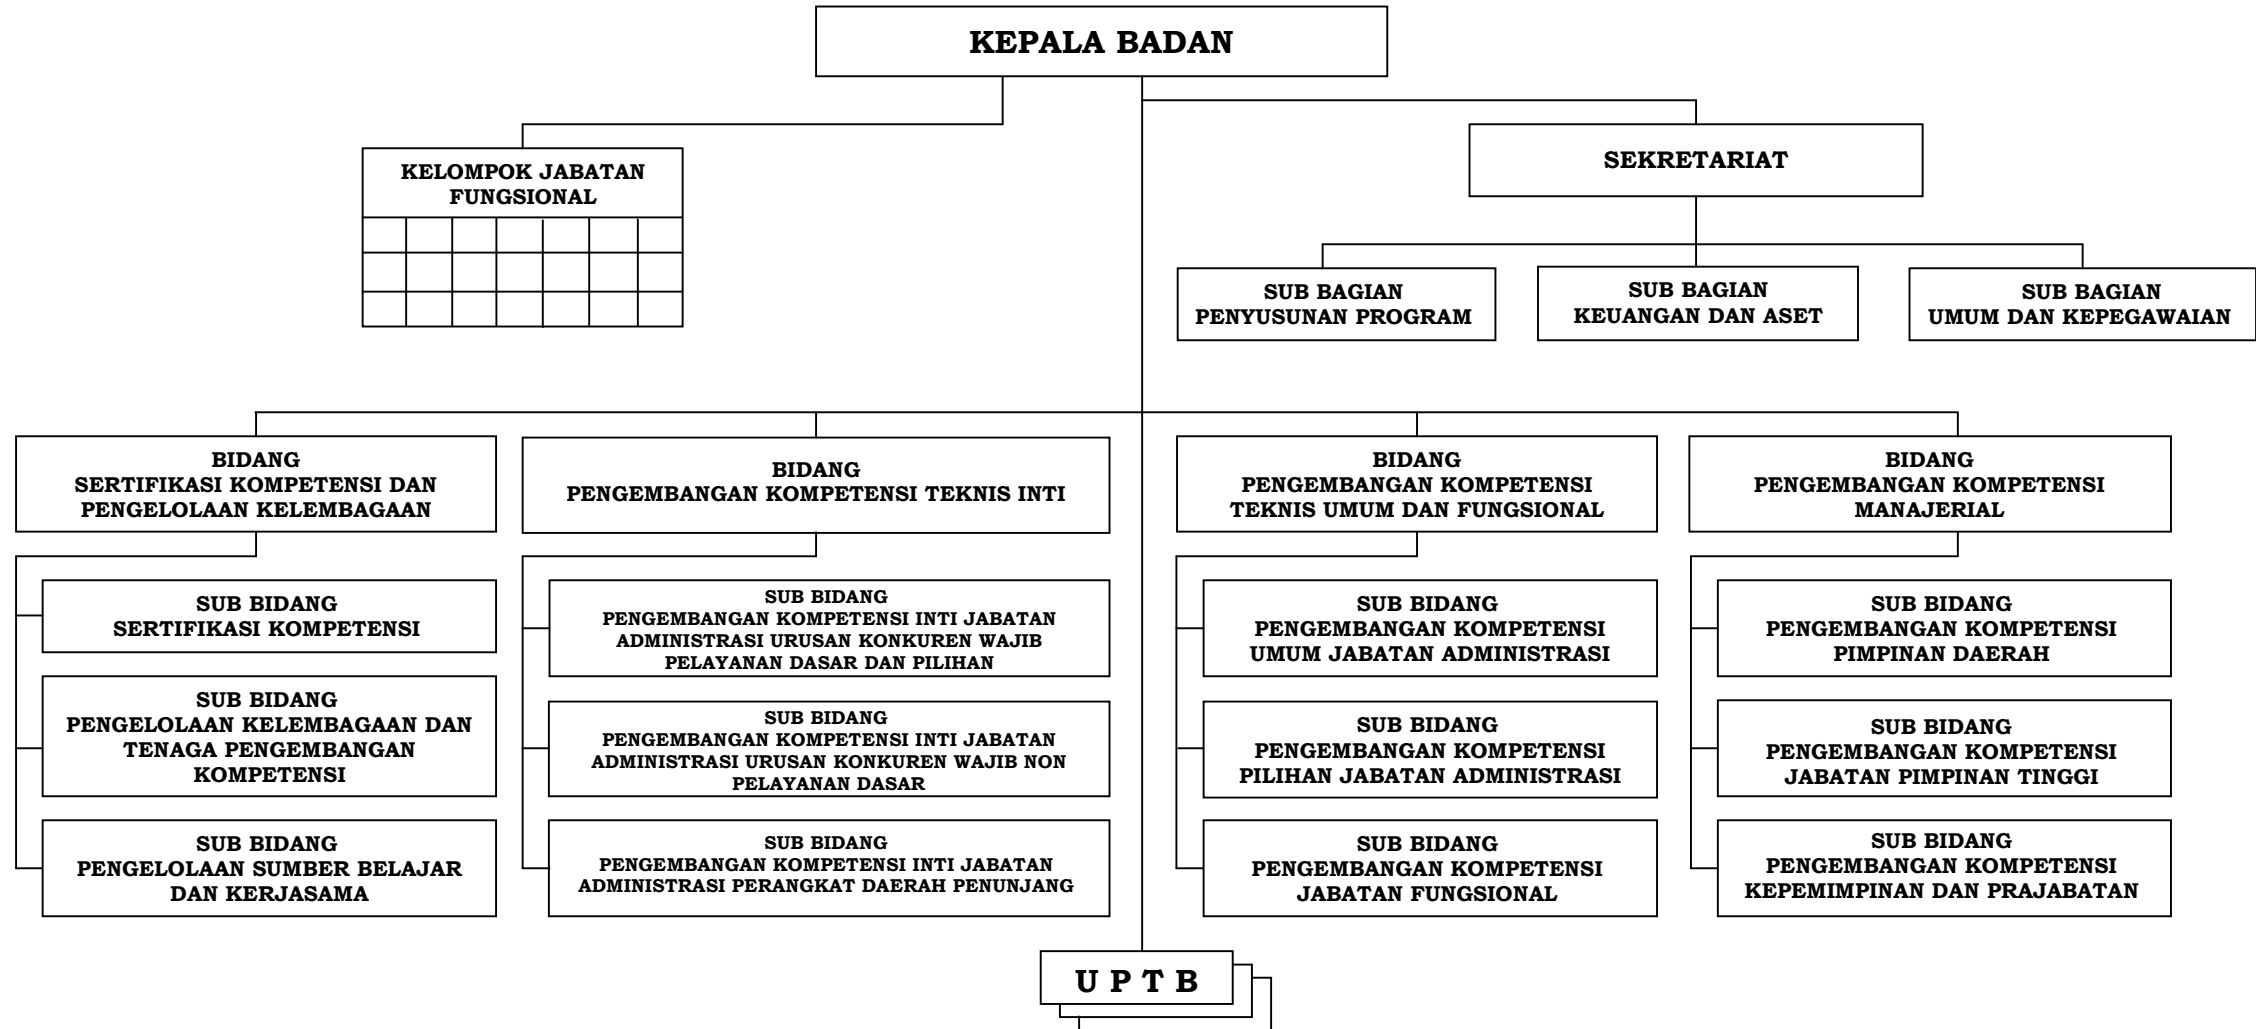 KEPALA BADAN
KELOMPOK JABATAN
FUNGSIONAL
SEKRETARIAT
SUB BAGIAN
PENYUSUNAN PROGRAM
SUB BAGIAN
KEUANGAN DAN ASET
SUB BAGIAN
UMUM DAN KEPEGAWAIAN
BIDANG
SERTIFIKASI KOMPETENSI DAN
PENGELOLAAN KELEMBAGAAN
SUB BIDANG
SERTIFIKASI KOMPETENSI
SUB BIDANG
PENGELOLAAN KELEMBAGAAN DAN
TENAGA PENGEMBANGAN
KOMPETENSI
SUB BIDANG
PENGELOLAAN SUMBER BELAJAR
DAN KERJASAMA
BIDANG
PENGEMBANGAN KOMPETENSI TEKNIS INTI
SUB BIDANG
PENGEMBANGAN KOMPETENSI INTI JABATAN
ADMINISTRASI URUSAN KONKUREN WAJIB
PELAYANAN DASAR DAN PILIHAN
SUB BIDANG
PENGEMBANGAN KOMPETENSI INTI JABATAN
ADMINISTRASI URUSAN KONKUREN WAJIB NON
PELAYANAN DASAR
SUB BIDANG
PENGEMBANGAN KOMPETENSI INTI JABATAN
ADMINISTRASI PERANGKAT DAERAH PENUNJANG
BIDANG
PENGEMBANGAN KOMPETENSI
TEKNIS UMUM DAN FUNGSIONAL
SUB BIDANG
PENGEMBANGAN KOMPETENSI
UMUM JABATAN ADMINISTRASI
SUB BIDANG
PENGEMBANGAN KOMPETENSI
PILIHAN JABATAN ADMINISTRASI
SUB BIDANG
PENGEMBANGAN KOMPETENSI
JABATAN FUNGSIONAL
BIDANG
PENGEMBANGAN KOMPETENSI
MANAJERIAL
SUB BIDANG
PENGEMBANGAN KOMPETENSI
PIMPINAN DAERAH
SUB BIDANG
PENGEMBANGAN KOMPETENSI
JABATAN PIMPINAN TINGGI
SUB BIDANG
PENGEMBANGAN KOMPETENSI
KEPEMIMPINAN DAN PRAJABATAN
U P T B